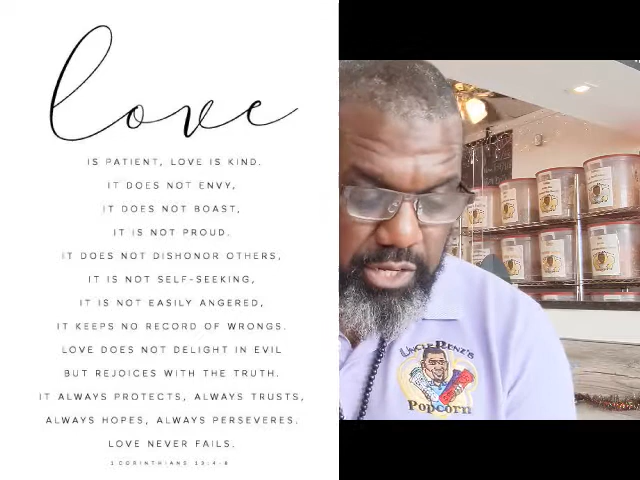 love
IS PATIENT, LOVE IS KIND.
IT DOES NOT ENVY,
IT DOES NOT BOAST,
IT IS NOT PROUD.
IT DOES NOT DISHONOR OTHERS,
IT IS NOT SELF-SEEKING,
IT IS NOT EASILY ANGERED,
IT KEEPS NO RECORD OF WRONGS.
LOVE DOES NOT DELIGHT IN EVIL
BUT REJOICES WITH THE TRUTH.
IT ALWAYS PROTECTS, ALWAYS TRUSTS,
ALWAYS HOPES, ALWAYS PERSEVERES.
LOVE NEVER FAILS.
1 CORINTHIANS 13:4-8
UNCLE RENZ'S
POPCORN